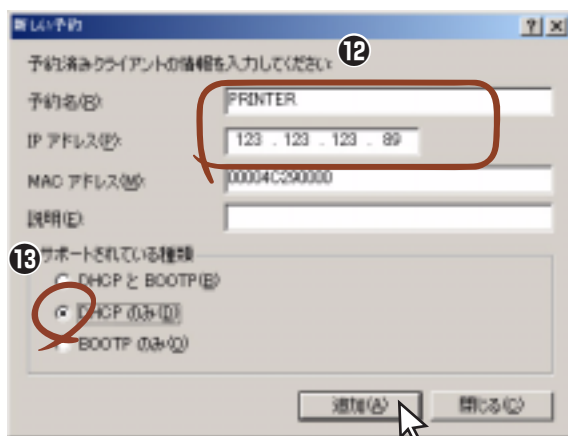 新しい予約
予約済みクライアントの情報を入力してください。
⑫
予約名(R):
PRINTER
IP アドレス(P):
123 . 123 . 123 . 89
MAC アドレス(M):
00004C290000
説明(E):
⑬
サポートされている種類
DHCP と BOOTP(B)
DHCP のみ(D)
BOOTP のみ(O)
追加(A)
閉じる(C)